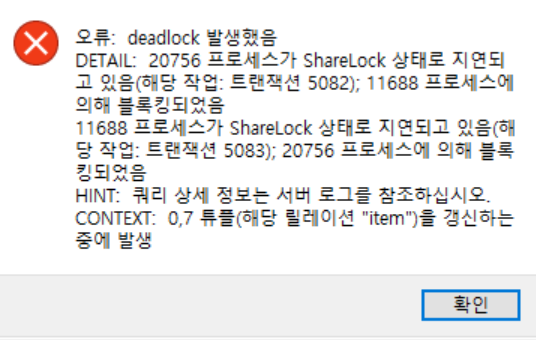 오류:  deadlock 발생했음
DETAIL:  20756 프로세스가 ShareLock 상태로 지연되
고 있음(해당 작업: 트랜잭션 5082); 11688 프로세스에
의해 블록킹되었음
11688 프로세스가 ShareLock 상태로 지연되고 있음(해
당 작업: 트랜잭션 5083); 20756 프로세스에 의해 블록
킹되었음
HINT:  쿼리 상세 정보는 서버 로그를 참조하십시오.
CONTEXT:  0,7 튜플(해당 릴레이션 "item")을 갱신하는
중에 발생
확인